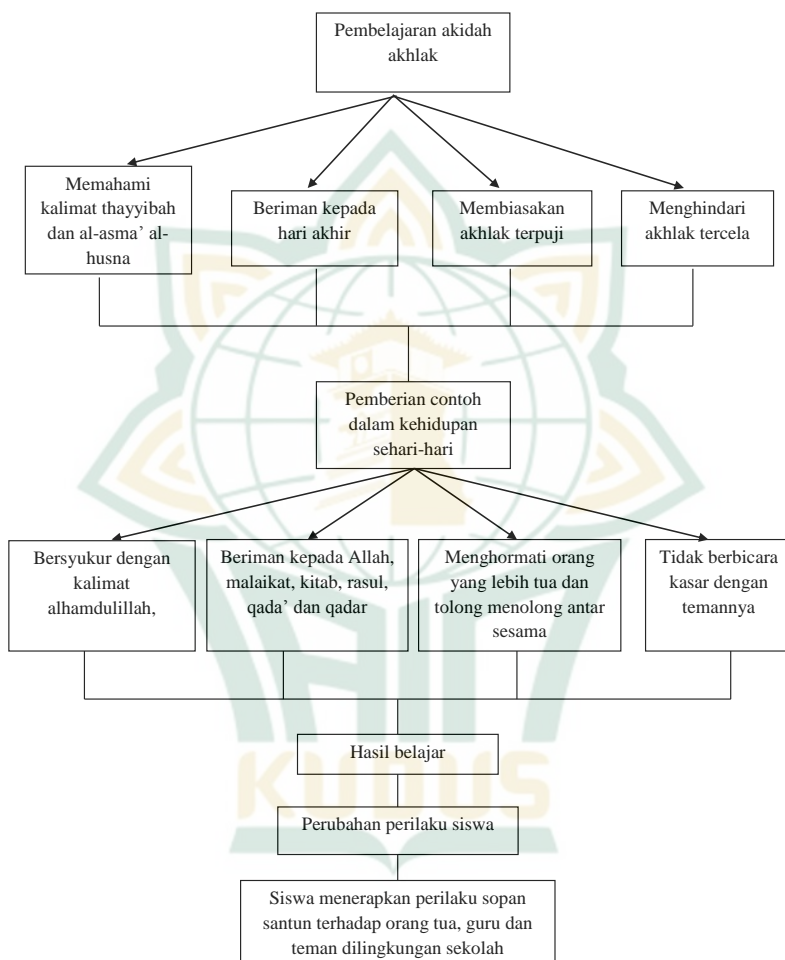 Pembelajaran akidah
akhlak
Memahami
kalimat thayyibah
dan al-asma' al-
husna
Beriman kepada
hari akhir
Membiasakan
akhlak terpuji
Menghindari
akhlak tercela
Pemberian contoh
dalam kehidupan
sehari-hari
Bersyukur dengan
kalimat
alhamdulillah,
Beriman kepada Allah,
malaikat, kitab, rasul,
qada' dan qadar
Menghormati orang
yang lebih tua dan
tolong menolong antar
sesama
Tidak berbicara
kasar dengan
temannya
Hasil belajar
KUDUS
Perubahan perilaku siswa
Siswa menerapkan perilaku sopan
santun terhadap orang tua, guru dan
teman dilingkungan sekolah